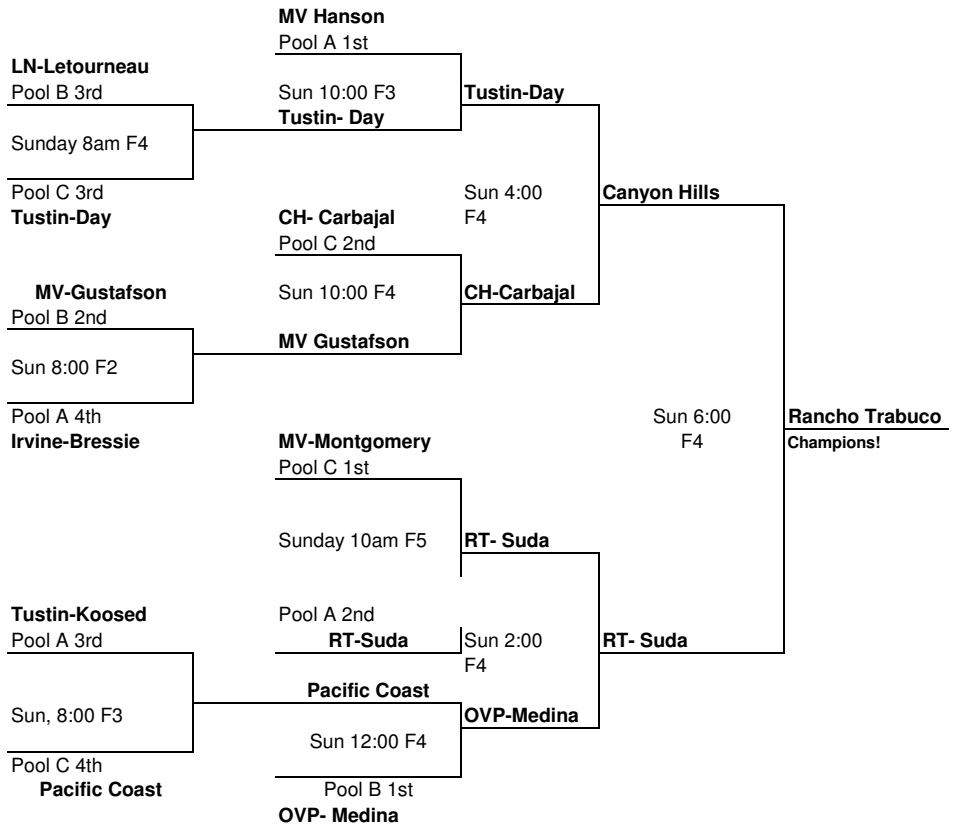 MV Hanson
Pool A 1st
LN-Letourneau
Pool B 3rd
Sun 10:00 F3
Tustin-Day
Tustin- Day
Sunday 8am F4
Pool C 3rd
Tustin-Day
Sun 4:00
F4
Canyon Hills
CH- Carbajal
Pool C 2nd
MV-Gustafson
Pool B 2nd
Sun 10:00 F4
CH-Carbajal
MV Gustafson
Sun 8:00 F2
Pool A 4th
Irvine-Bressie
Sun 6:00
F4
Rancho Trabuco
Champions!
MV-Montgomery
Pool C 1st
Sunday 10am F5
RT- Suda
Tustin-Koosed
Pool A 3rd
Pool A 2nd
RT-Suda
Sun 2:00
F4
RT- Suda
Pacific Coast
Sun, 8:00 F3
OVP-Medina
Sun 12:00 F4
Pool C 4th
Pacific Coast
Pool B 1st
OVP- Medina